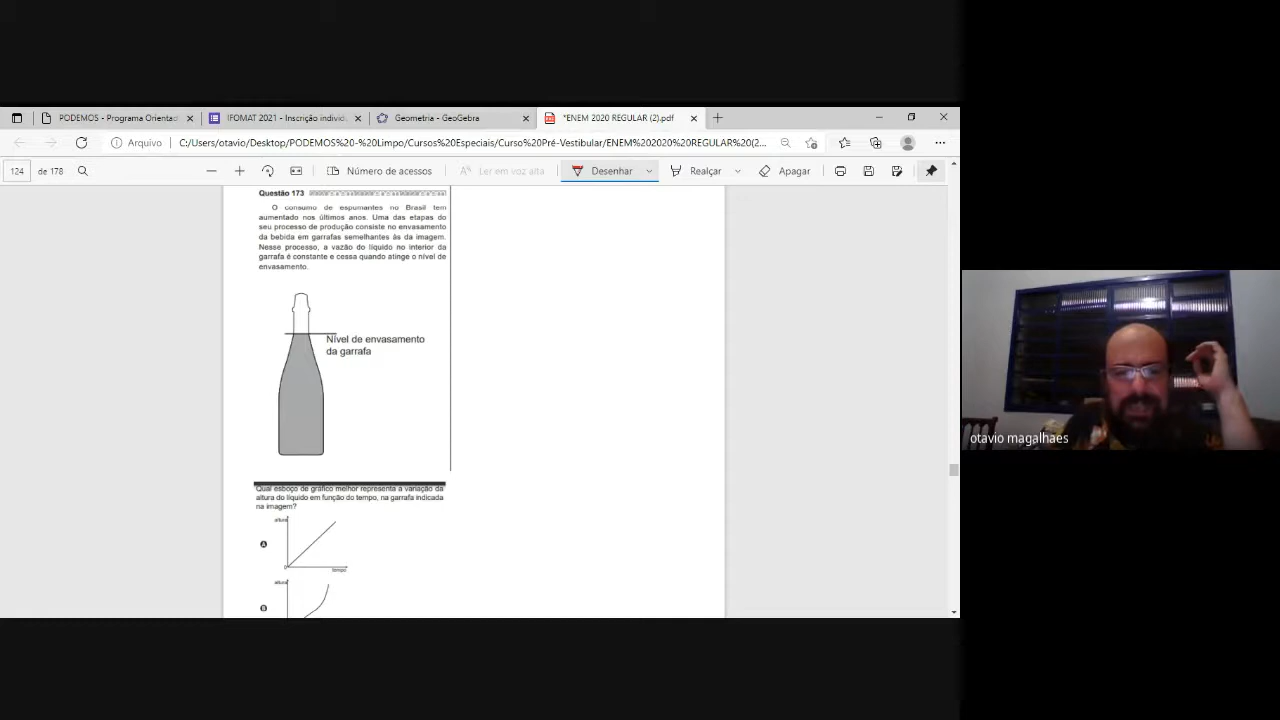 PODEMOS - Programa Orientad
IFOMAT 2021 - Inscrição individ
Geometria - GeoGebra
*ENEM 2020 REGULAR (2).pdf
Arquivo
C:/Users/otavio/Desktop/PODEMOS%20-%20Limpo/Cursos%20Especiais/Curso%20Pré-Vestibular/ENEM%202020%20REGULAR%20(2...
124
de 178
Número de acessos
Ler em voz alta
Desenhar
Realçar
Apagar
Questão 173
O consumo de espumantes no Brasil tem
aumentado nos últimos anos. Uma das etapas do
seu processo de produção consiste no envasamento
da bebida em garrafas semelhantes às da imagem.
Nesse processo, a vazão do líquido no interior da
garrafa é constante e cessa quando atinge o nível de
envasamento.
Nível de envasamento
da garrafa
Qual esboço de gráfico melhor representa a variação da
altura do líquido em função do tempo, na garrafa indicada
na imagem?
altura
A
0
tempo
altura
B
otavio magalhaes